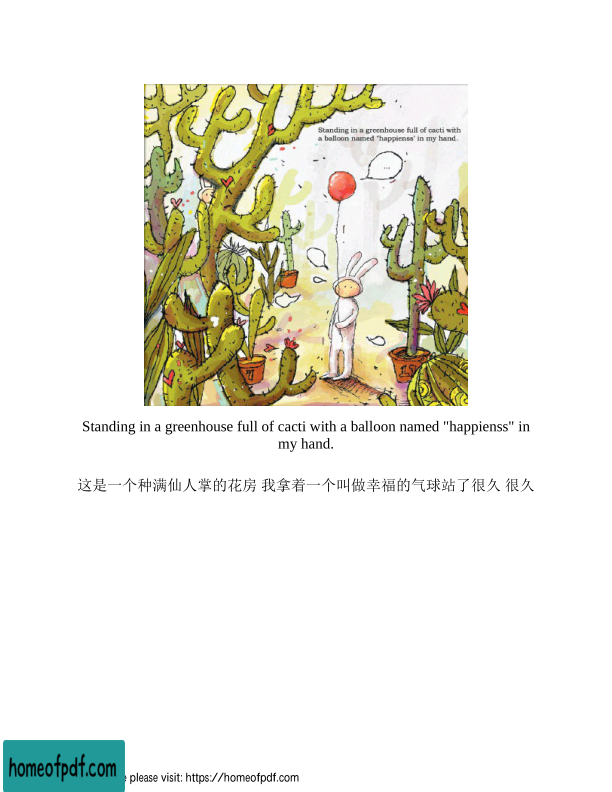 Standing in a greenhouse full of cacti with
a balloon named "happienss' in my hand.
...
Standing in a greenhouse full of cacti with a balloon named "happienss" in
my hand.
这是一个种满仙人掌的花房 我拿着一个叫做幸福的气球站了很久 很久
homeofpdf.com
e please visit: https://homeofpdf.com